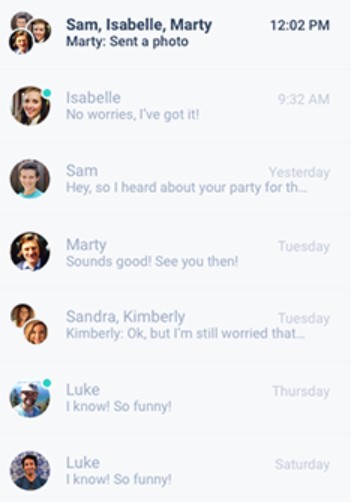 Sam, Isabelle, Marty 12:02 PM
Marty: Sent a photo
Isabelle 9:32 AM
No worries, I've got it!
Sam Yesterday
Hey, so I heard about your party for th...
Marty Tuesday
Sounds good! See you then!
Sandra, Kimberly Tuesday
Kimberly: Ok, but I'm still worried that...
Luke Thursday
I know! So funny!
Luke Saturday
I know! So funny!